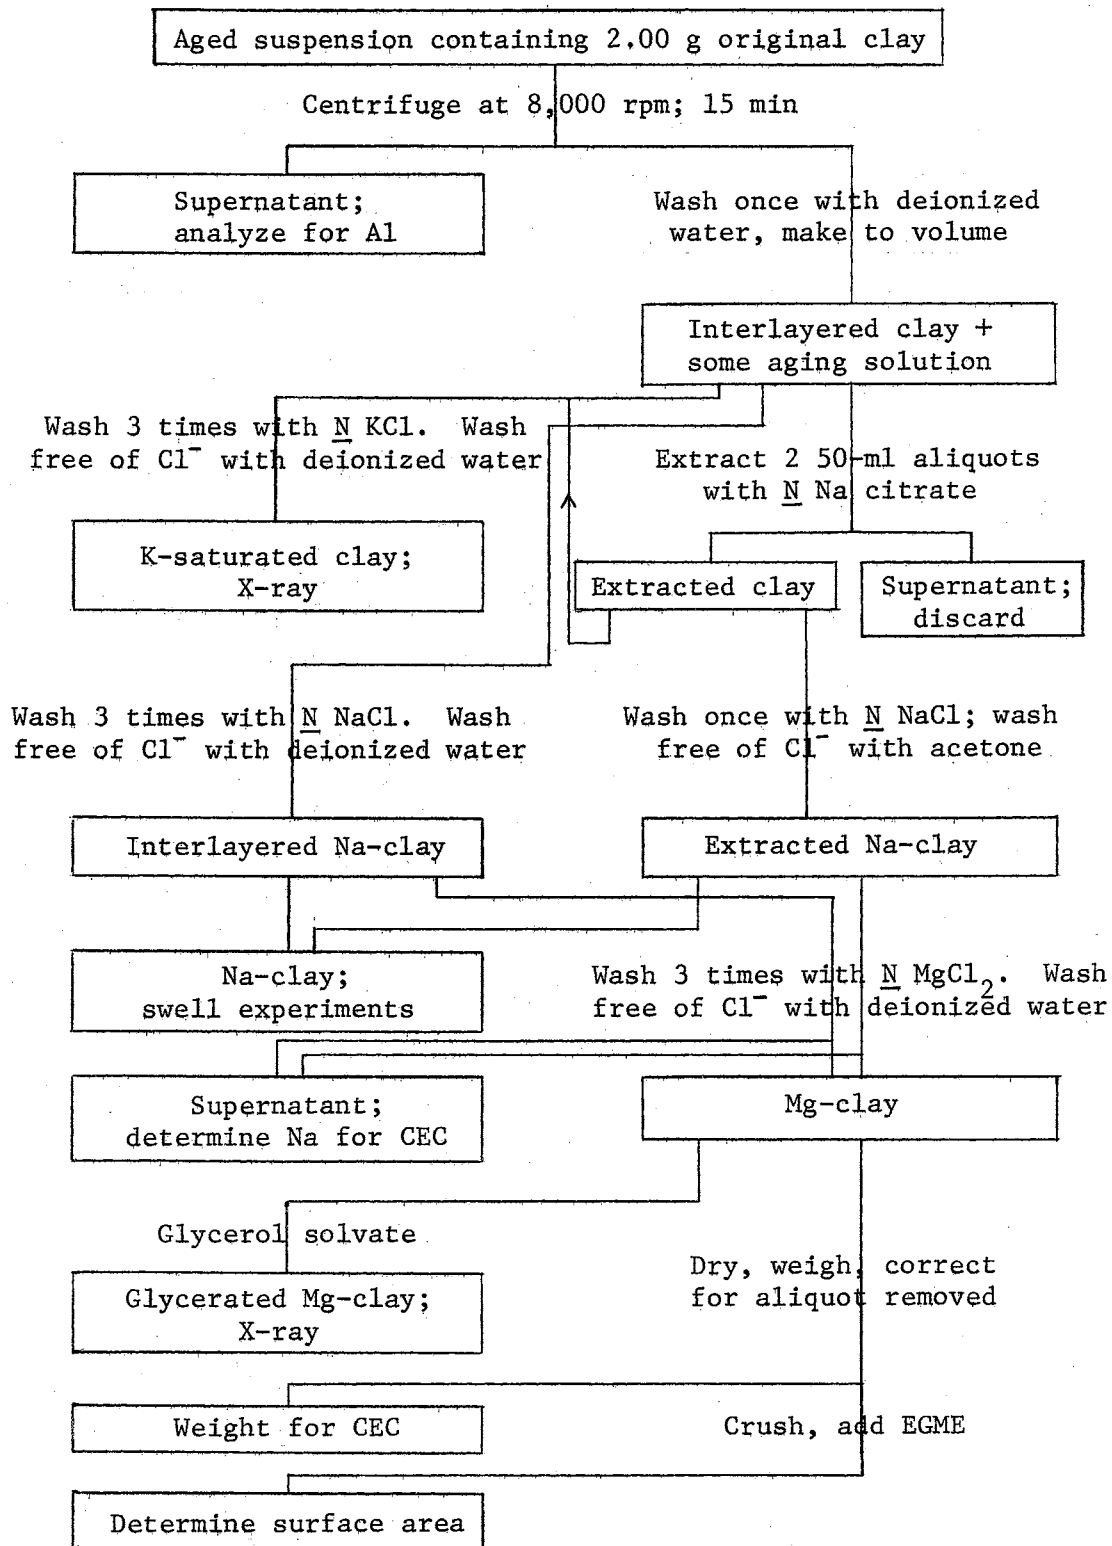 Aged suspension containing 2.00 g original clay
Centrifuge at 8,000 rpm; 15 min
Supernatant;
analyze for Al
Wash once with deionized
water, make to volume
Interlayered clay +
some aging solution
Wash 3 times with N KCl. Wash
free of Cl⁻ with deionized water
Extract 2 50-ml aliquots
with N Na citrate
K-saturated clay;
X-ray
Extracted clay
Supernatant;
discard
Wash 3 times with N NaCl. Wash
free of Cl⁻ with deionized water
Wash once with N NaCl; wash
free of Cl⁻ with acetone
Interlayered Na-clay
Extracted Na-clay
Na-clay;
swell experiments
Wash 3 times with N MgCl₂. Wash
free of Cl⁻ with deionized water
Supernatant;
determine Na for CEC
Mg-clay
Glycerol solvate
Glycerated Mg-clay;
X-ray
Dry, weigh, correct
for aliquot removed
Weight for CEC
Crush, add EGME
Determine surface area